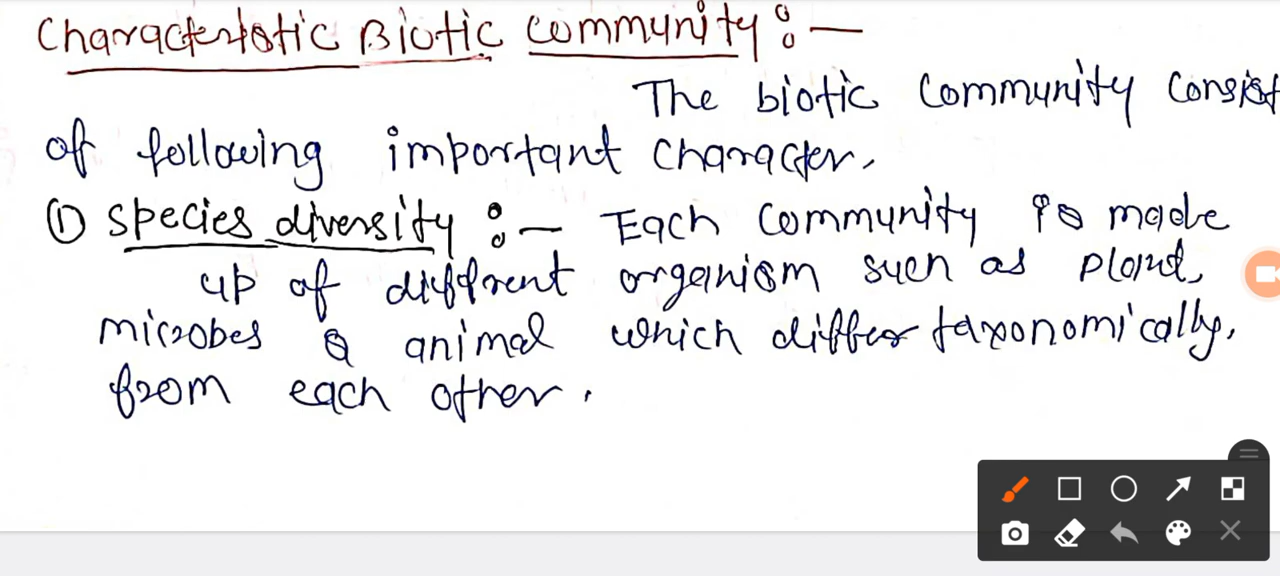 Characteristic Biotic Community :-
The biotic community consist
of following important character.
① Species diversity :- Each community is made
up of different organism such as plant,
microbes & animal which differ taxonomically,
from each other.